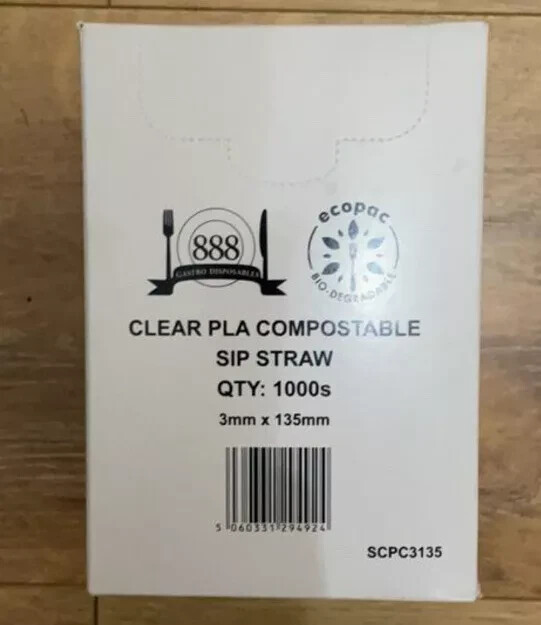 888
GASTRO DISPOSABLES
ecopac
BIO-DEGRADABLE
CLEAR PLA COMPOSTABLE
SIP STRAW
QTY: 1000s
3mm x 135mm
5 060331 294924
SCPC3135